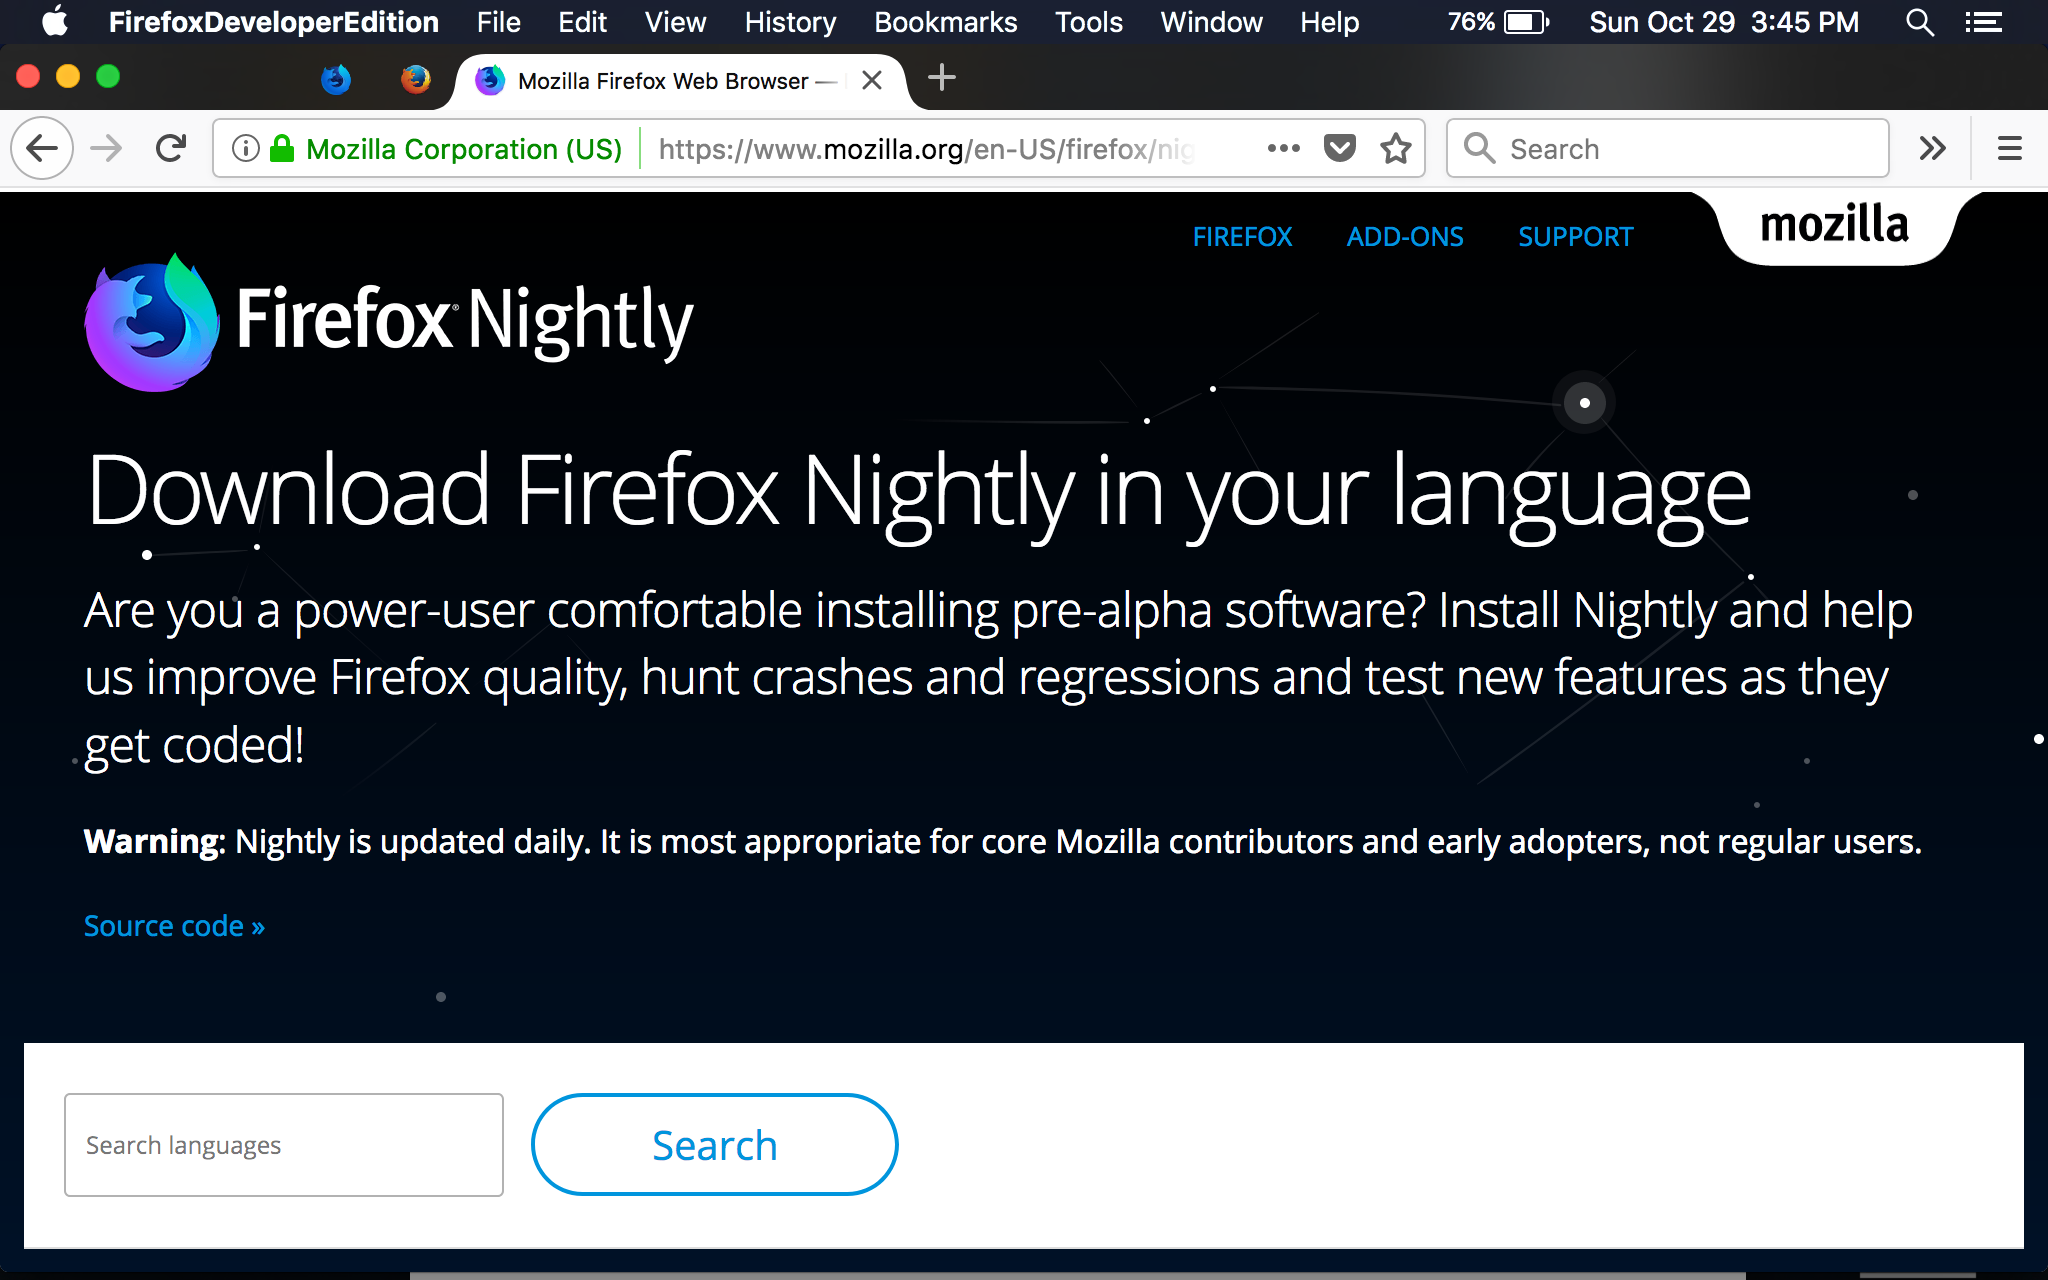 FirefoxDeveloperEdition File Edit View History Bookmarks Tools Window Help 76% Sun Oct 29 3:45 PM
Mozilla Firefox Web Browser —
Mozilla Corporation (US) https://www.mozilla.org/en-US/firefox/nig Search
FIREFOX ADD-ONS SUPPORT mozilla
Firefox Nightly
Download Firefox Nightly in your language
Are you a power-user comfortable installing pre-alpha software? Install Nightly and help
us improve Firefox quality, hunt crashes and regressions and test new features as they
get coded!
Warning: Nightly is updated daily. It is most appropriate for core Mozilla contributors and early adopters, not regular users.
Source code »
Search languages Search